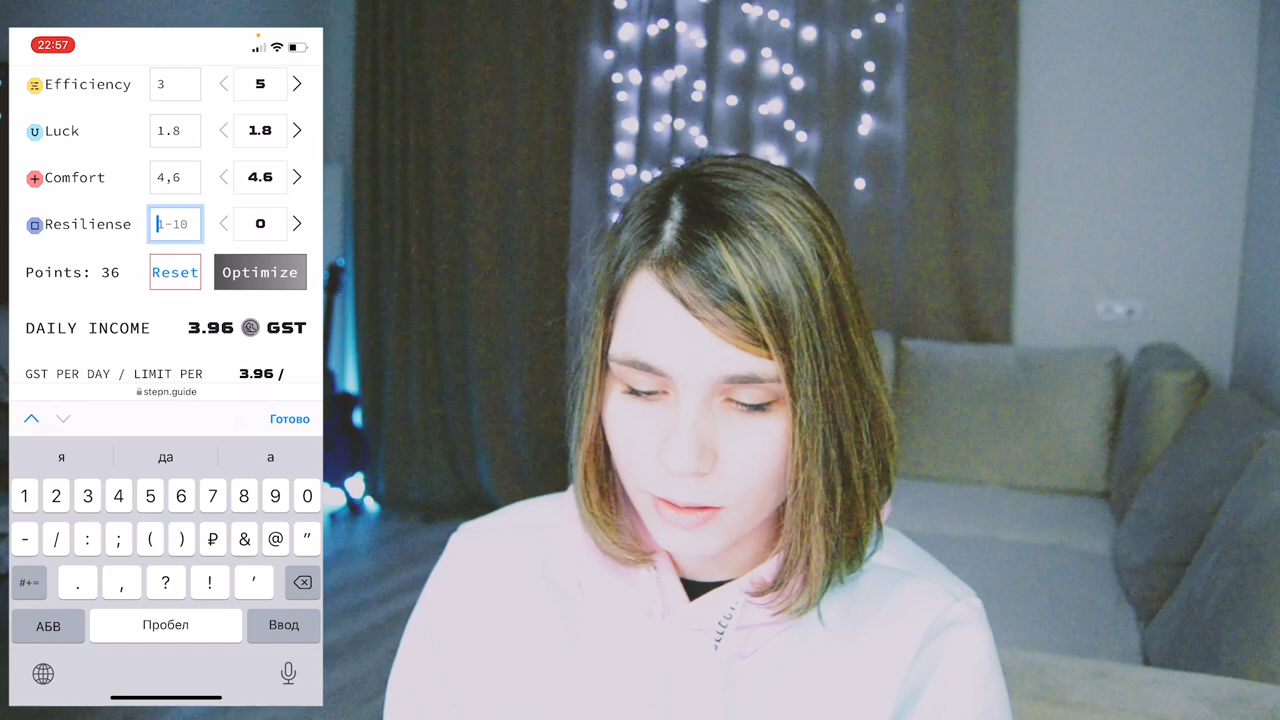 22:57
Efficiency 3 5
Luck 1.8 1.8
Comfort 4,6 4.6
Resiliense 1-10 0
Points: 36 Reset Optimize
DAILY INCOME 3.96 GST
GST PER DAY / LIMIT PER 3.96 /
stepn.guide
Готово
я да а
1 2 3 4 5 6 7 8 9 0
- / : ; ( ) ₽ & @ "
#+= . , ? ! '
АБВ Пробел Ввод